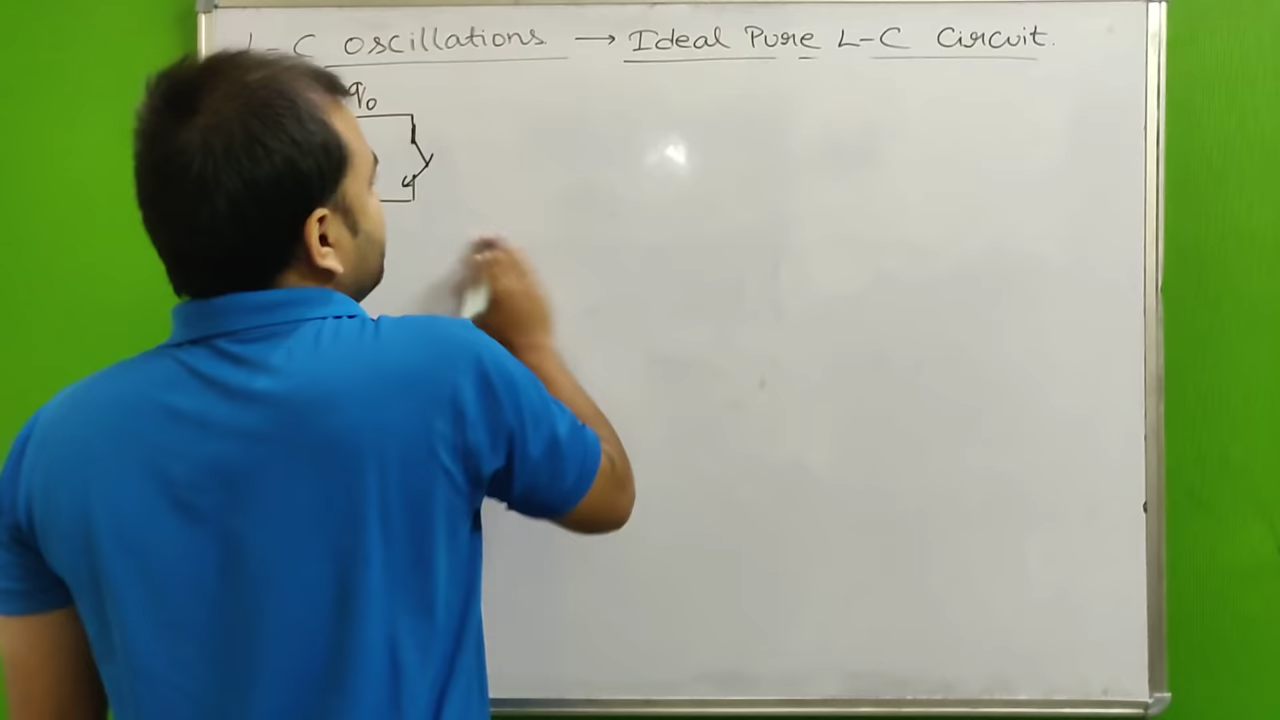 L-C oscillations → Ideal Pure L-C Circuit.
q₀